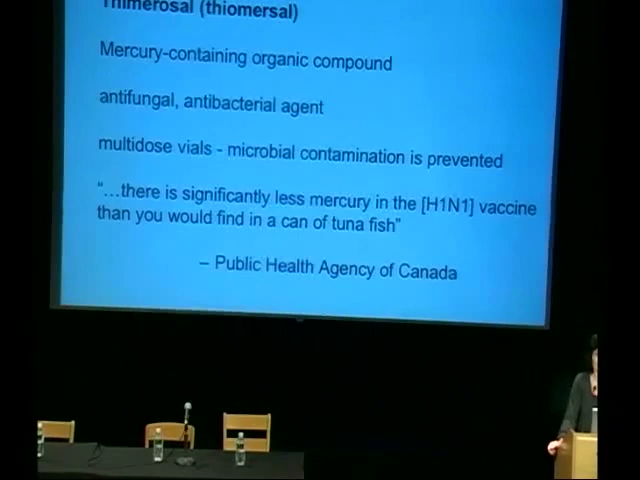 Thimerosal (thiomersal)
Mercury-containing organic compound
antifungal, antibacterial agent
multidose vials - microbial contamination is prevented
“…there is significantly less mercury in the [H1N1] vaccine
than you would find in a can of tuna fish”
– Public Health Agency of Canada